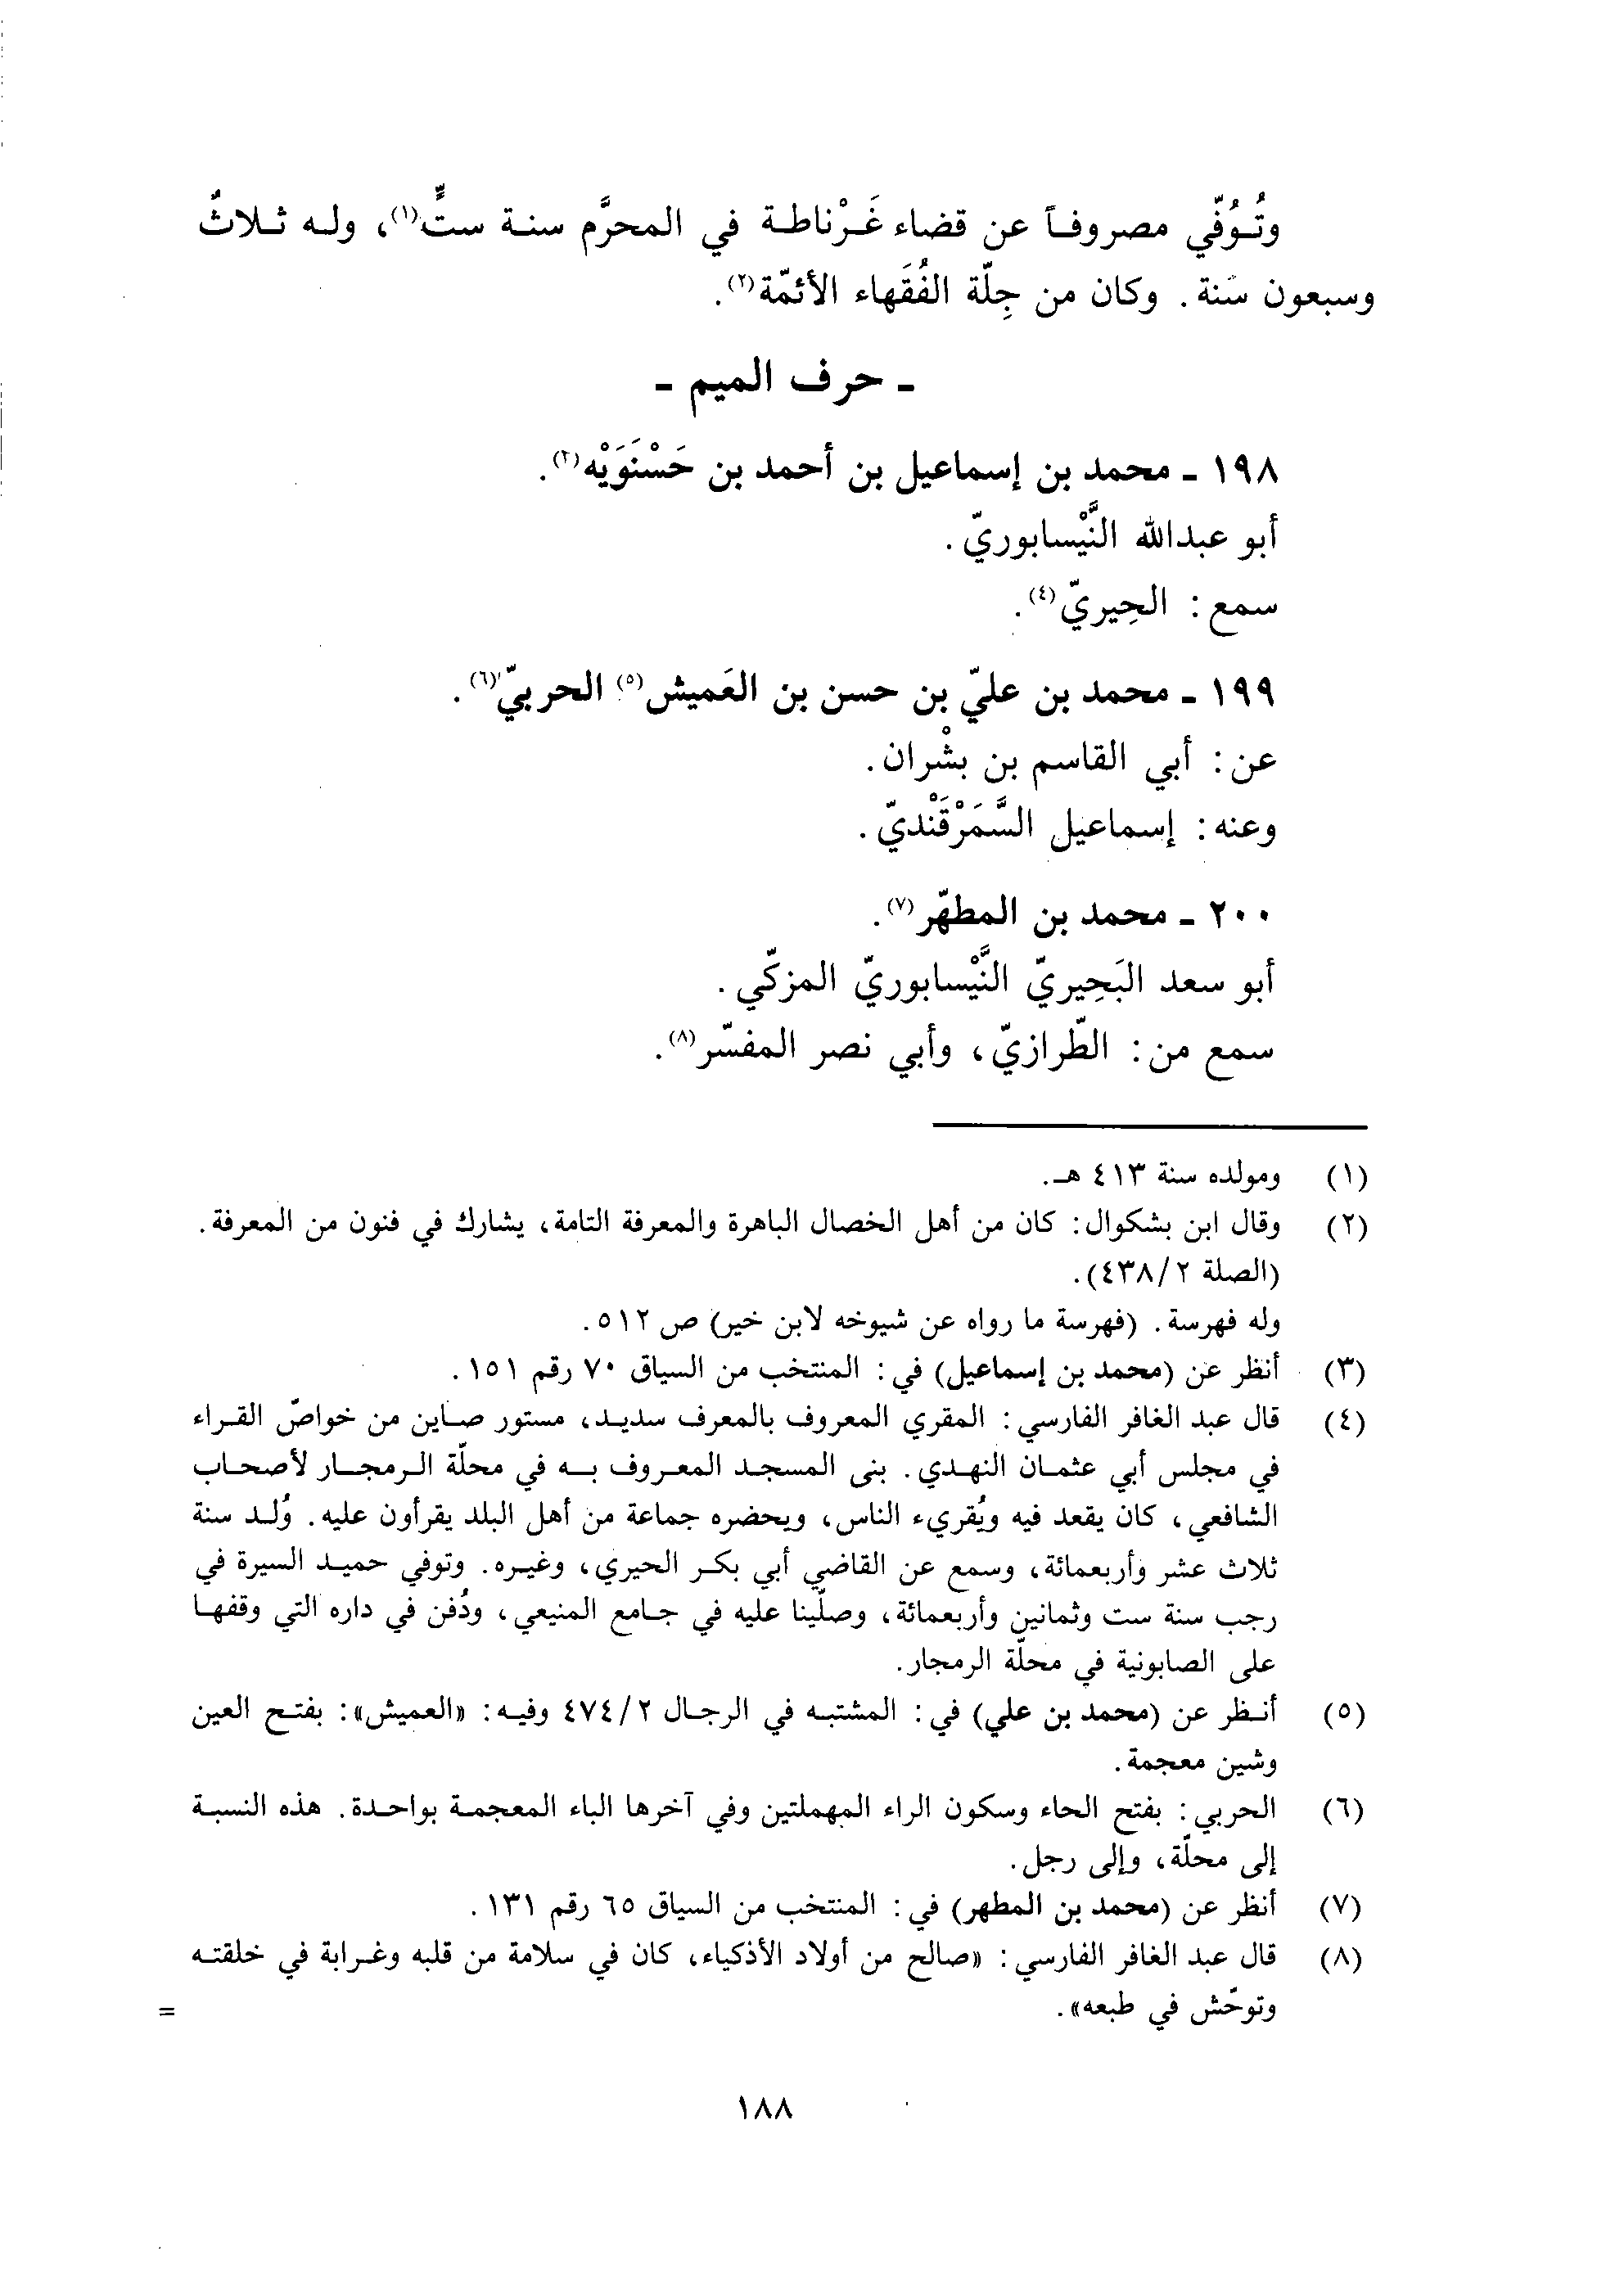 وتُوُفّي مصروفاً عن قضاء غَرْناطة في المحرَّم سنة ستٍّ(١)، وله ثلاثٌ
وسبعون سَنة. وكان من جِلّة الفُقَهاء الأئمّة(٢).
ـ حرف الميم ـ
١٩٨ ـ محمد بن إسماعيل بن أحمد بن حَسْنَوَيْه(٣).
أبو عبدالله النَّيْسابوريّ.
سمع: الحِيريّ(٤).
١٩٩ ـ محمد بن عليّ بن حسن بن العَميش(٥) الحربيّ(٦).
عن: أبي القاسم بن بشْران.
وعنه: إسماعيل السَّمَرْقَنْديّ.
٢٠٠ ـ محمد بن المطهّر(٧).
أبو سعد البَحِيريّ النَّيْسابوريّ المزكّي.
سمع من: الطّرازيّ، وأبي نصر المفسّر(٨).
(١) ومولده سنة ٤١٣ هـ.
(٢) وقال ابن بشكوال: كان من أهل الخصال الباهرة والمعرفة التامة، يشارك في فنون من المعرفة.
(الصلة ٤٣٨/٢).
وله فهرسة. (فهرسة ما رواه عن شيوخه لابن خير) ص ٥١٢.
(٣) أنظر عن (محمد بن إسماعيل) في: المنتخب من السياق ٧٠ رقم ١٥١.
(٤) قال عبد الغافر الفارسي: المقري المعروف بالمعرف سديد، مستور صاين من خواصّ القراء
في مجلس أبي عثمان النهدي. بنى المسجد المعروف به في محلّة الرمجار لأصحاب
الشافعي، كان يقعد فيه ويُقريء الناس، ويحضره جماعة من أهل البلد يقرأون عليه. وُلد سنة
ثلاث عشر وأربعمائة، وسمع عن القاضي أبي بكر الحيري، وغيره. وتوفي حميد السيرة في
رجب سنة ست وثمانين وأربعمائة، وصلّينا عليه في جامع المنيعي، ودُفن في داره التي وقفها
على الصابونية في محلّة الرمجار.
(٥) أنظر عن (محمد بن علي) في: المشتبه في الرجال ٤٧٤/٢ وفيه: «العميش»: بفتح العين
وشين معجمة.
(٦) الحربي: بفتح الحاء وسكون الراء المهملتين وفي آخرها الباء المعجمة بواحدة. هذه النسبة
إلى محلّة، وإلى رجل.
(٧) أنظر عن (محمد بن المطهر) في: المنتخب من السياق ٦٥ رقم ١٣١.
(٨) قال عبد الغافر الفارسي: «صالح من أولاد الأذكياء، كان في سلامة من قلبه وغرابة في خلقته
وتوحّش في طبعه».
=
١٨٨